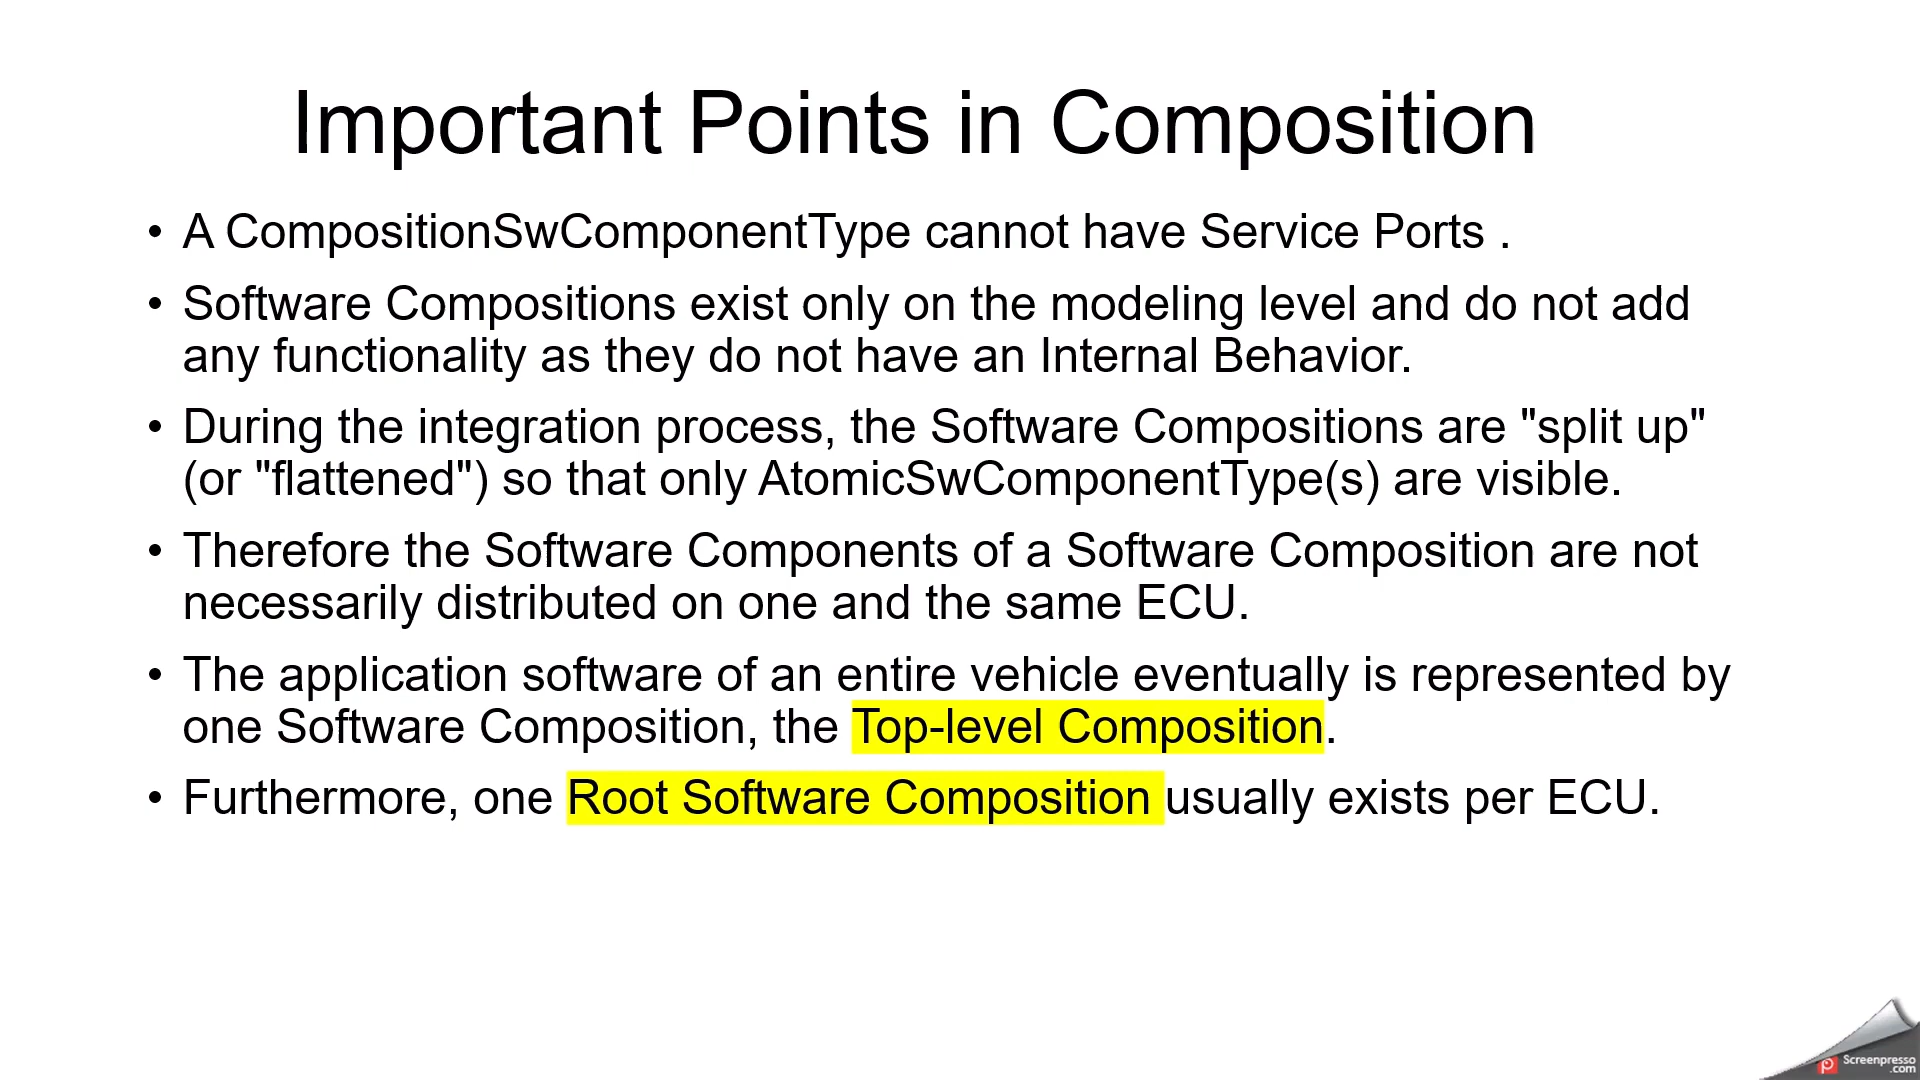 Important Points in Composition
• A CompositionSwComponentType cannot have Service Ports .
• Software Compositions exist only on the modeling level and do not add
any functionality as they do not have an Internal Behavior.
• During the integration process, the Software Compositions are "split up"
(or "flattened") so that only AtomicSwComponentType(s) are visible.
• Therefore the Software Components of a Software Composition are not
necessarily distributed on one and the same ECU.
• The application software of an entire vehicle eventually is represented by
one Software Composition, the Top-level Composition.
• Furthermore, one Root Software Composition usually exists per ECU.
Screenpresso
.com